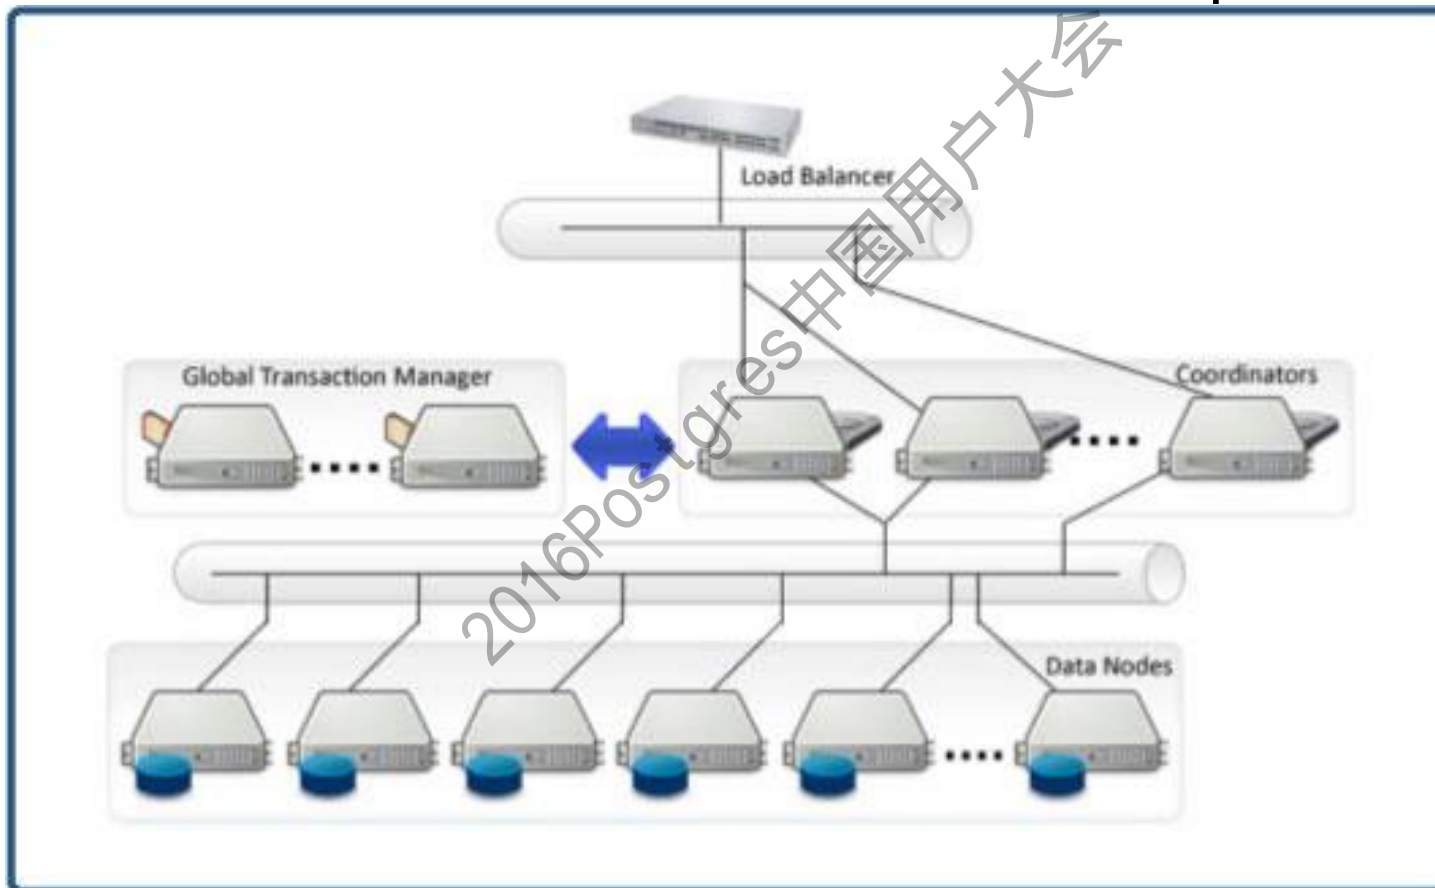 Load Balancer
Global Transaction Manager
Coordinators
Data Nodes
2016Postgres中国用户大会